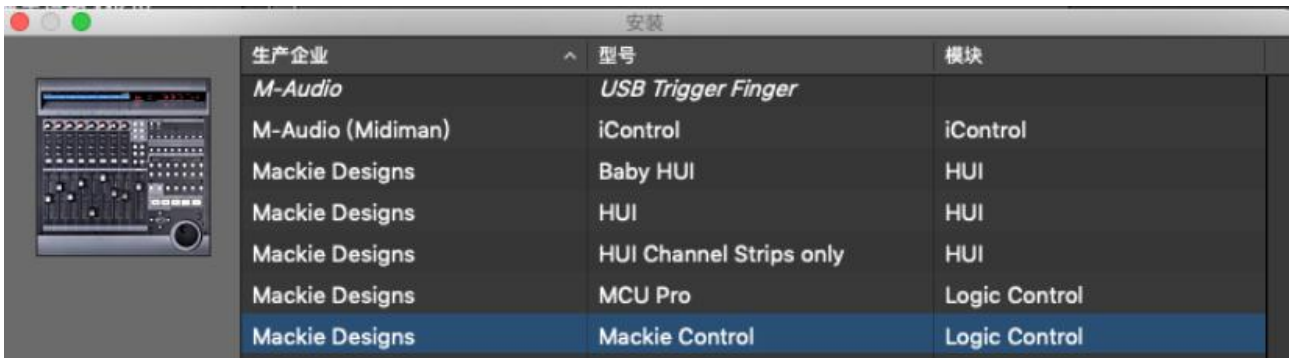 安装
生产企业 型号 模块
M-Audio USB Trigger Finger
M-Audio (Midiman) iControl iControl
Mackie Designs Baby HUI HUI
Mackie Designs HUI HUI
Mackie Designs HUI Channel Strips only HUI
Mackie Designs MCU Pro Logic Control
Mackie Designs Mackie Control Logic Control